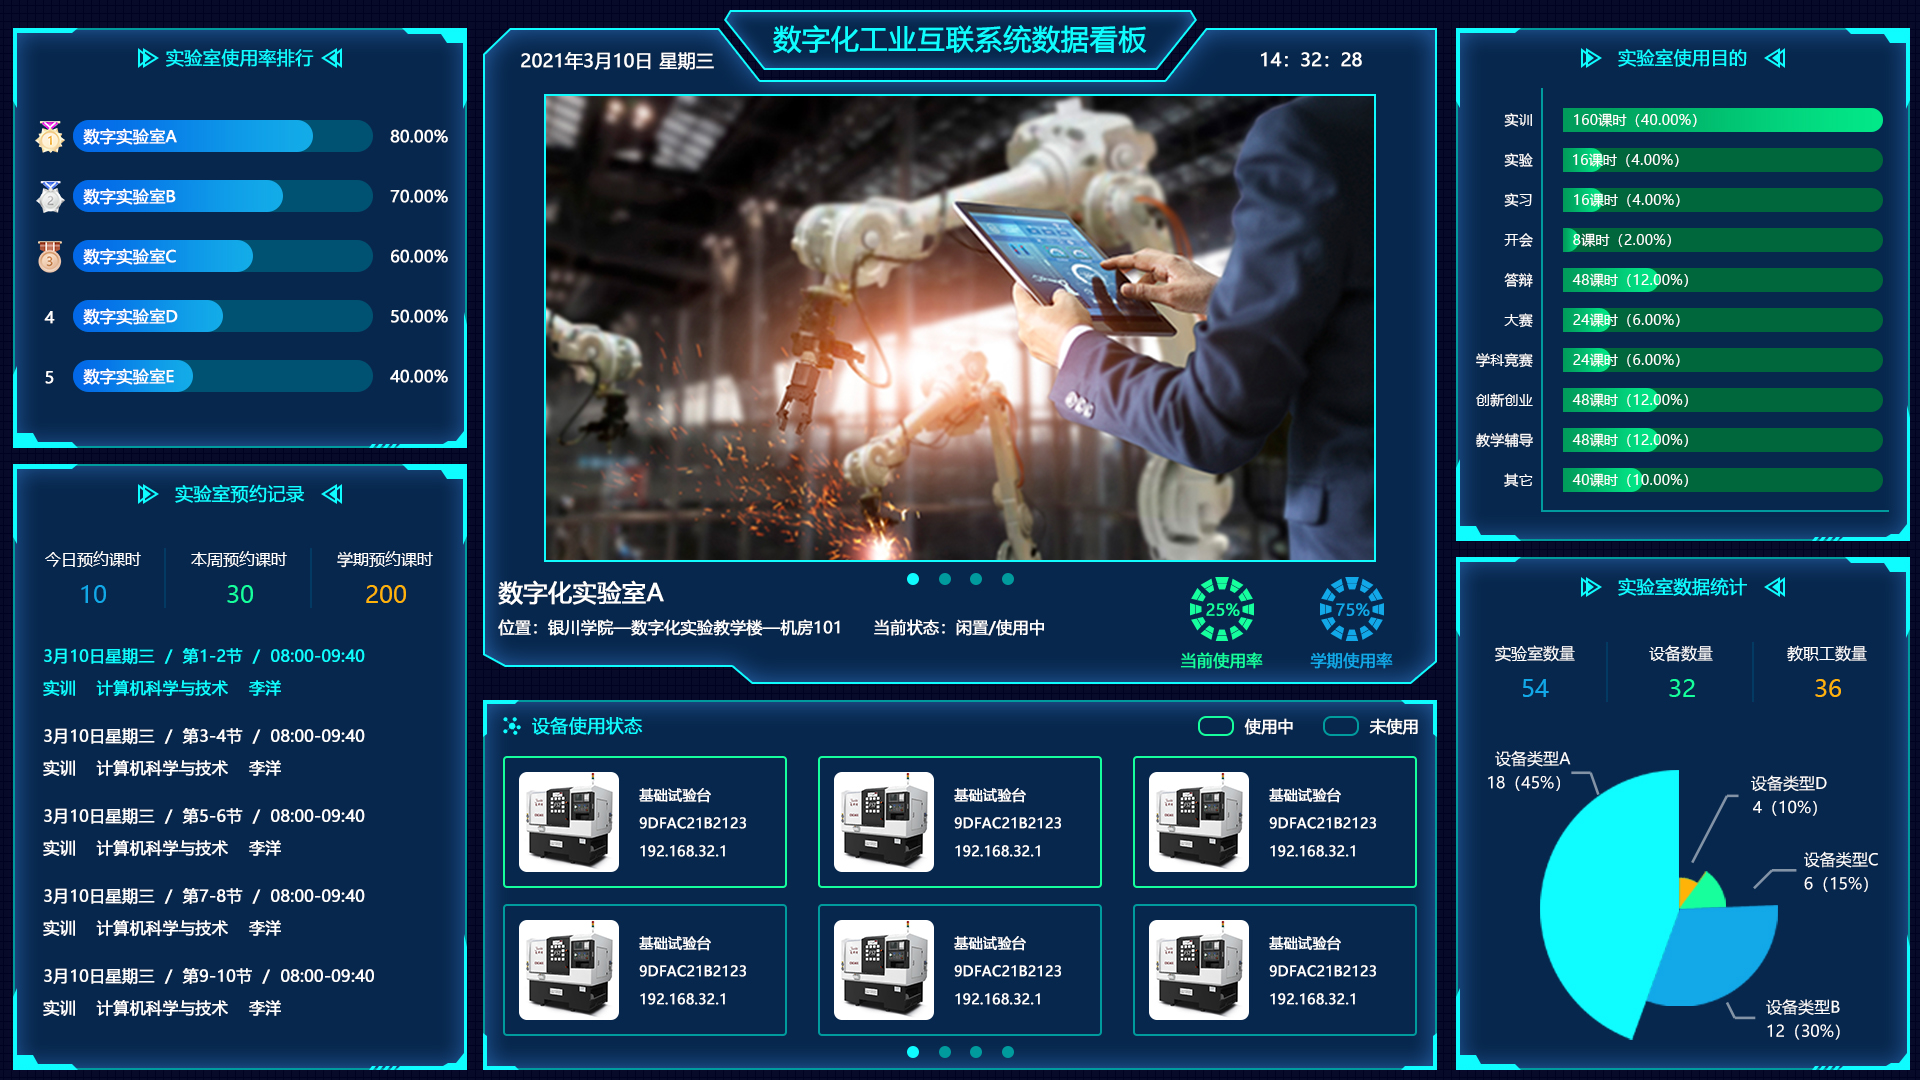 数字化工业互联系统数据看板
2021年3月10日 星期三
14: 32: 28
实验室使用率排行
1 数字实验室A 80.00%
2 数字实验室B 70.00%
3 数字实验室C 60.00%
4 数字实验室D 50.00%
5 数字实验室E 40.00%
实验室预约记录
今日预约课时 本周预约课时 学期预约课时
10 30 200
3月10日星期三 / 第1-2节 / 08:00-09:40
实训 计算机科学与技术 李洋
3月10日星期三 / 第3-4节 / 08:00-09:40
实训 计算机科学与技术 李洋
3月10日星期三 / 第5-6节 / 08:00-09:40
实训 计算机科学与技术 李洋
3月10日星期三 / 第7-8节 / 08:00-09:40
实训 计算机科学与技术 李洋
3月10日星期三 / 第9-10节 / 08:00-09:40
实训 计算机科学与技术 李洋
数字化实验室A
位置：银川学院—数字化实验教学楼—机房101 当前状态：闲置/使用中
25% 75%
当前使用率 学期使用率
设备使用状态
使用中 未使用
基础试验台
9DFAC21B2123
192.168.32.1
基础试验台
9DFAC21B2123
192.168.32.1
基础试验台
9DFAC21B2123
192.168.32.1
基础试验台
9DFAC21B2123
192.168.32.1
基础试验台
9DFAC21B2123
192.168.32.1
基础试验台
9DFAC21B2123
192.168.32.1
实验室使用目的
实训 160课时（40.00%）
实验 16课时（4.00%）
实习 16课时（4.00%）
开会 8课时（2.00%）
答辩 48课时（12.00%）
大赛 24课时（6.00%）
学科竞赛 24课时（6.00%）
创新创业 48课时（12.00%）
教学辅导 48课时（12.00%）
其它 40课时（10.00%）
实验室数据统计
实验室数量 设备数量 教职工数量
54 32 36
设备类型A
18（45%）
设备类型D
4（10%）
设备类型C
6（15%）
设备类型B
12（30%）